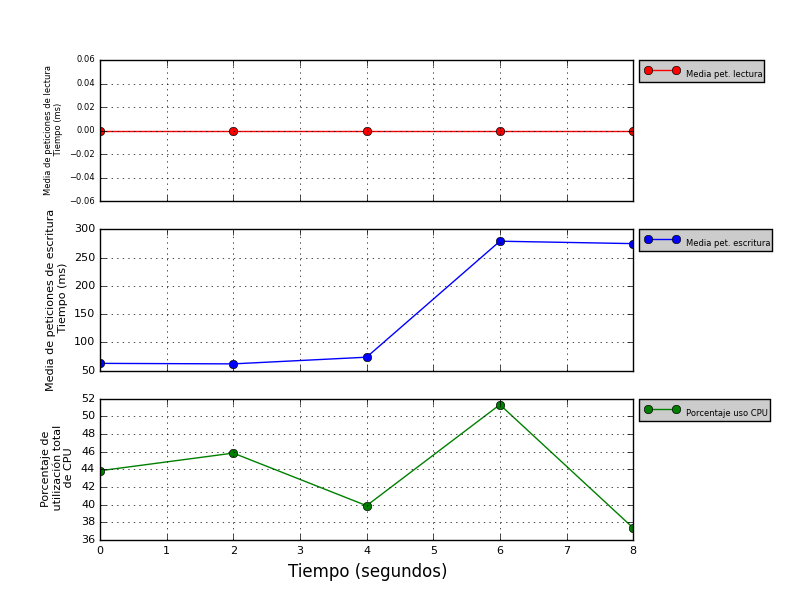 Media de peticiones de lectura
Tiempo (ms)
0.06
0.04
0.02
0.00
−0.02
−0.04
−0.06
Media pet. lectura
Media de peticiones de escritura
Tiempo (ms)
300
250
200
150
100
50
Media pet. escritura
Porcentaje de
utilización total
de CPU
52
50
48
46
44
42
40
38
36
Porcentaje uso CPU
0 1 2 3 4 5 6 7 8
Tiempo (segundos)